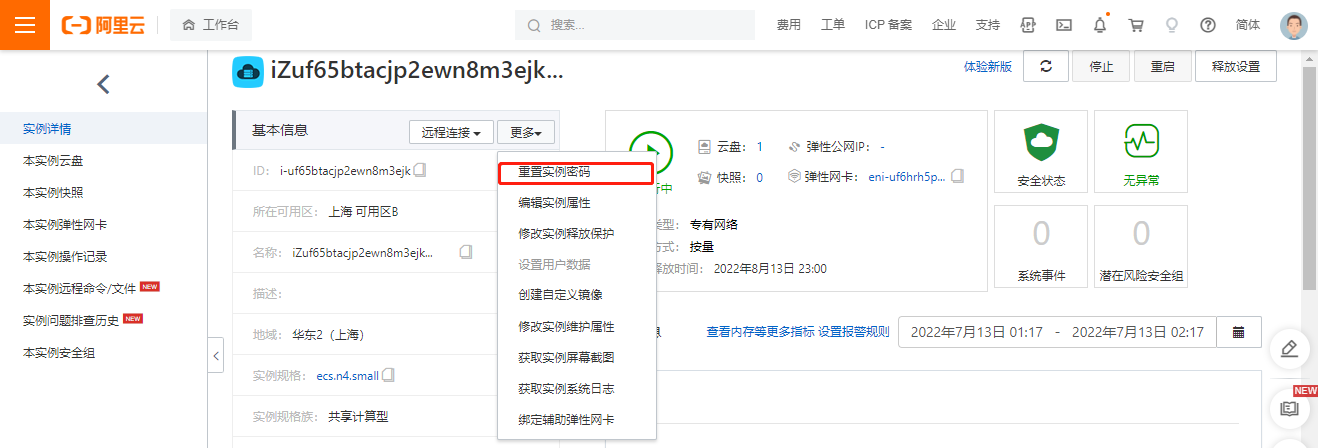 阿里云 工作台 搜索... 费用 工单 ICP 备案 企业 支持 简体
iZuf65btacjp2ewn8m3ejk... 体验新版 停止 重启 释放设置
实例详情
本实例云盘
本实例快照
本实例弹性网卡
本实例操作记录
本实例远程命令/文件 NEW
实例问题排查历史 NEW
本实例安全组
基本信息 远程连接 更多
ID: i-uf65btacjp2ewn8m3ejk
所在可用区: 上海 可用区B
名称: iZuf65btacjp2ewn8m3ejk...
描述:
地域: 华东2（上海）
实例规格: ecs.n4.small
实例规格族: 共享计算型
重置实例密码
编辑实例属性
修改实例释放保护
设置用户数据
创建自定义镜像
修改实例维护属性
获取实例屏幕截图
获取实例系统日志
绑定辅助弹性网卡
中
云盘: 1 弹性公网IP: -
快照: 0 弹性网卡: eni-uf6hrh5p...
类型: 专有网络
方式: 按量
释放时间: 2022年8月13日 23:00
安全状态
无异常
0
系统事件
0
潜在风险安全组
息 查看内存等更多指标 设置报警规则 2022年7月13日 01:17 - 2022年7月13日 02:17
NEW